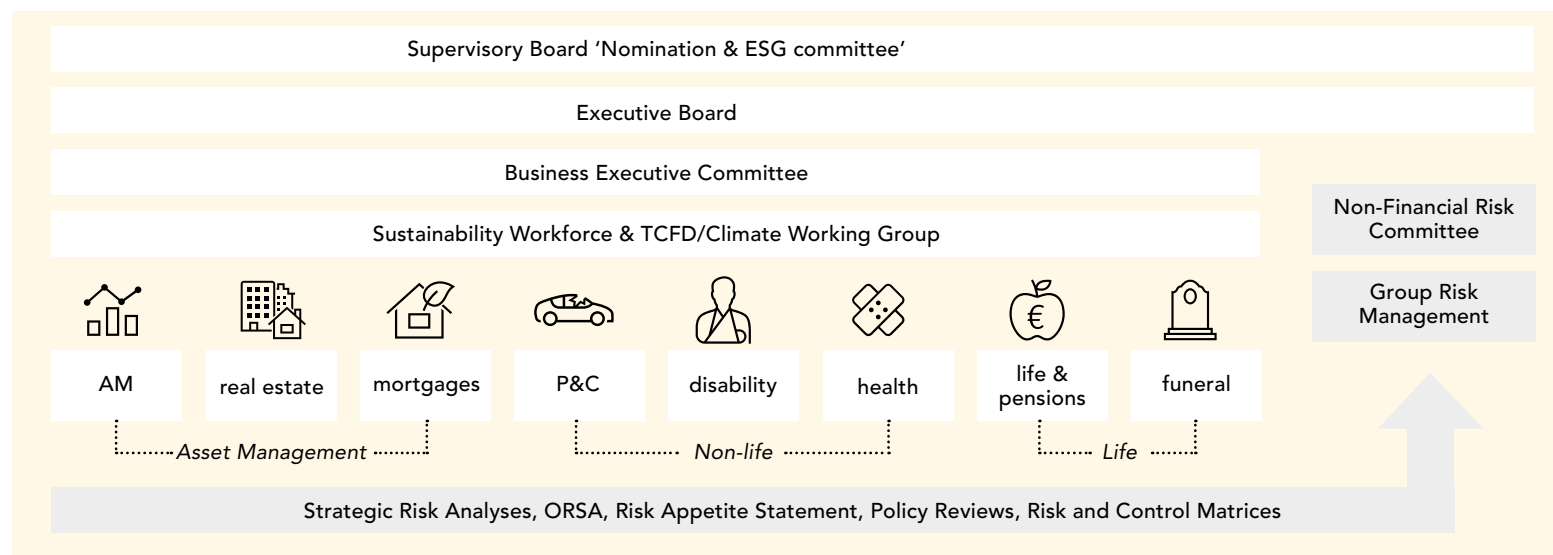 Supervisory Board ‘Nomination & ESG committee’
Executive Board
Business Executive Committee
Sustainability Workforce & TCFD/Climate Working Group
Non-Financial Risk
Committee
Group Risk
Management
€
AM
real estate
mortgages
P&C
disability
health
life &
pensions
funeral
Asset Management
Non-life
Life
Strategic Risk Analyses, ORSA, Risk Appetite Statement, Policy Reviews, Risk and Control Matrices